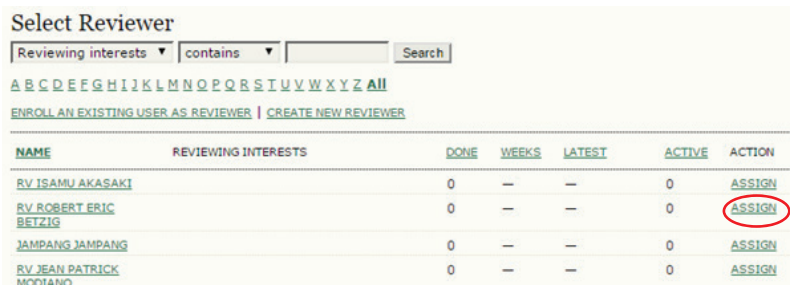 Select Reviewer
Reviewing interests contains Search
A B C D E F G H I J K L M N O P Q R S T U V W X Y Z All
ENROLL AN EXISTING USER AS REVIEWER | CREATE NEW REVIEWER
NAME REVIEWING INTERESTS DONE WEEKS LATEST ACTIVE ACTION
RV ISAMU AKASAKI 0 — — 0 ASSIGN
RV ROBERT ERIC 0 — — 0 ASSIGN
BETZIG
JAMPANG JAMPANG 0 — — 0 ASSIGN
RV JEAN PATRICK 0 — — 0 ASSIGN
MODIANO